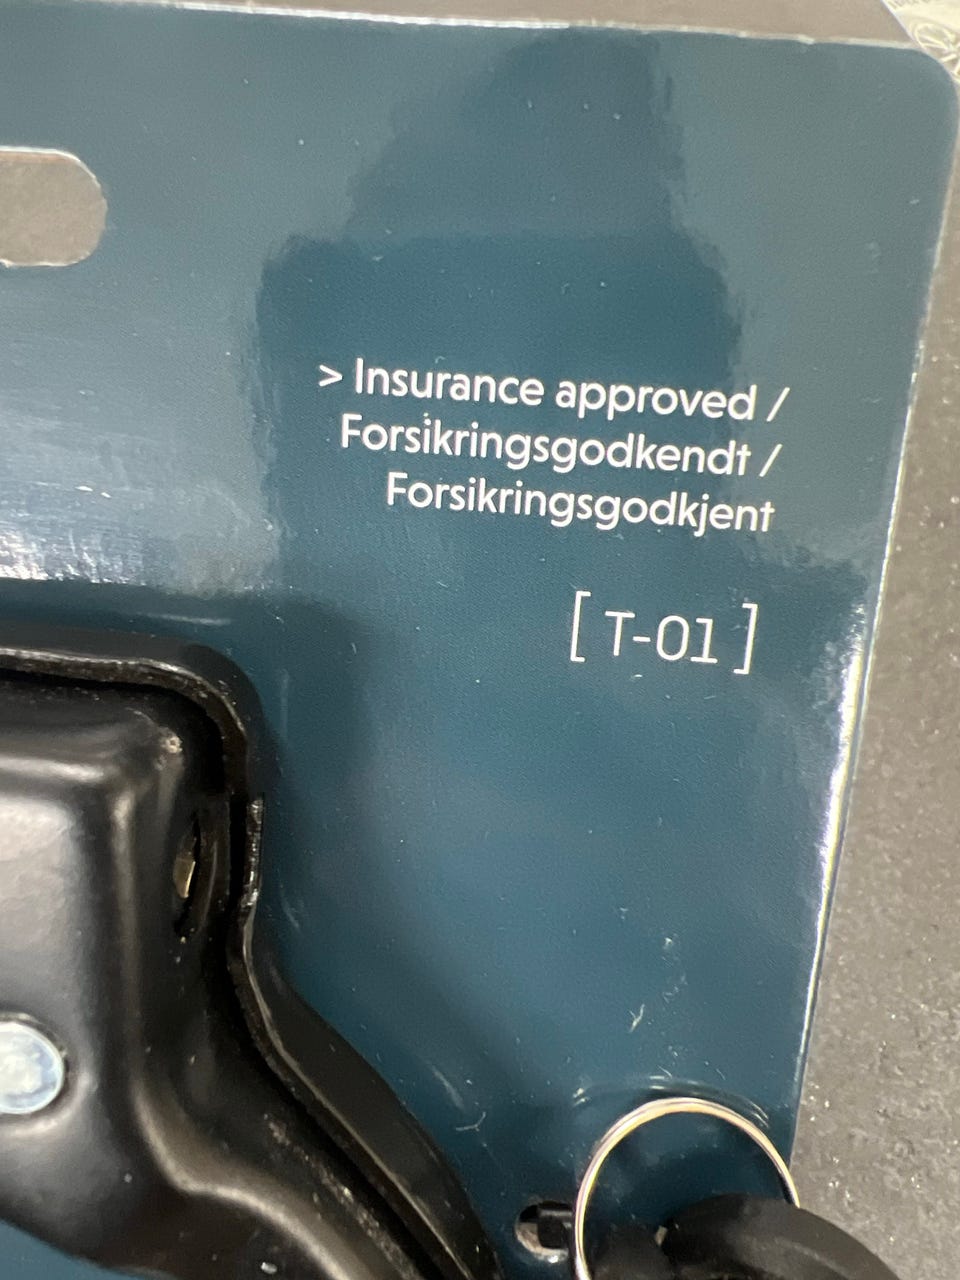 > Insurance approved /
Forsikringsgodkendt /
Forsikringsgodkjent
[ T-01 ]